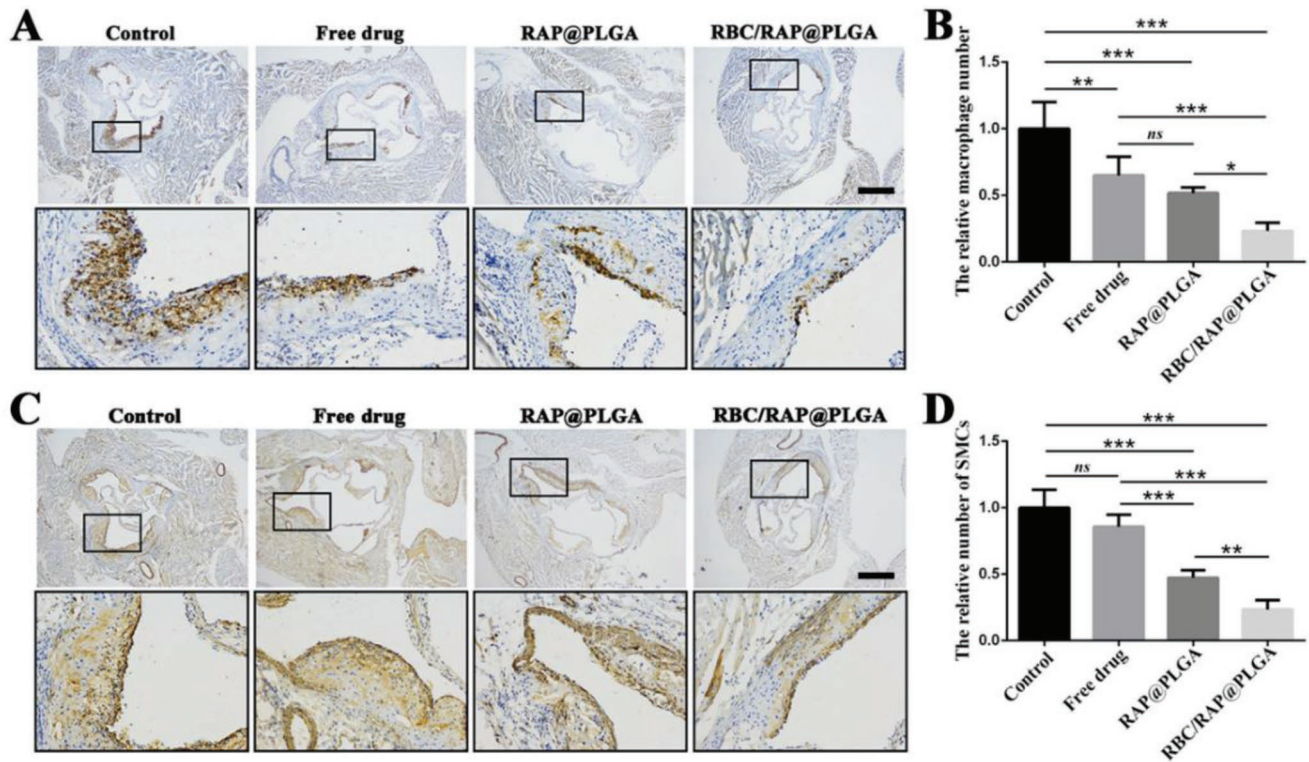 A
Control
Free drug
RAP@PLGA
RBC/RAP@PLGA
B
The relative macrophage number
1.5
1.0
0.5
0.0
***
***
**
***
ns
*
Control
Free drug
RAP@PLGA
RBC/RAP@PLGA
C
Control
Free drug
RAP@PLGA
RBC/RAP@PLGA
D
The relative number of SMCs
1.5
1.0
0.5
0.0
***
***
ns
***
***
**
Control
Free drug
RAP@PLGA
RBC/RAP@PLGA